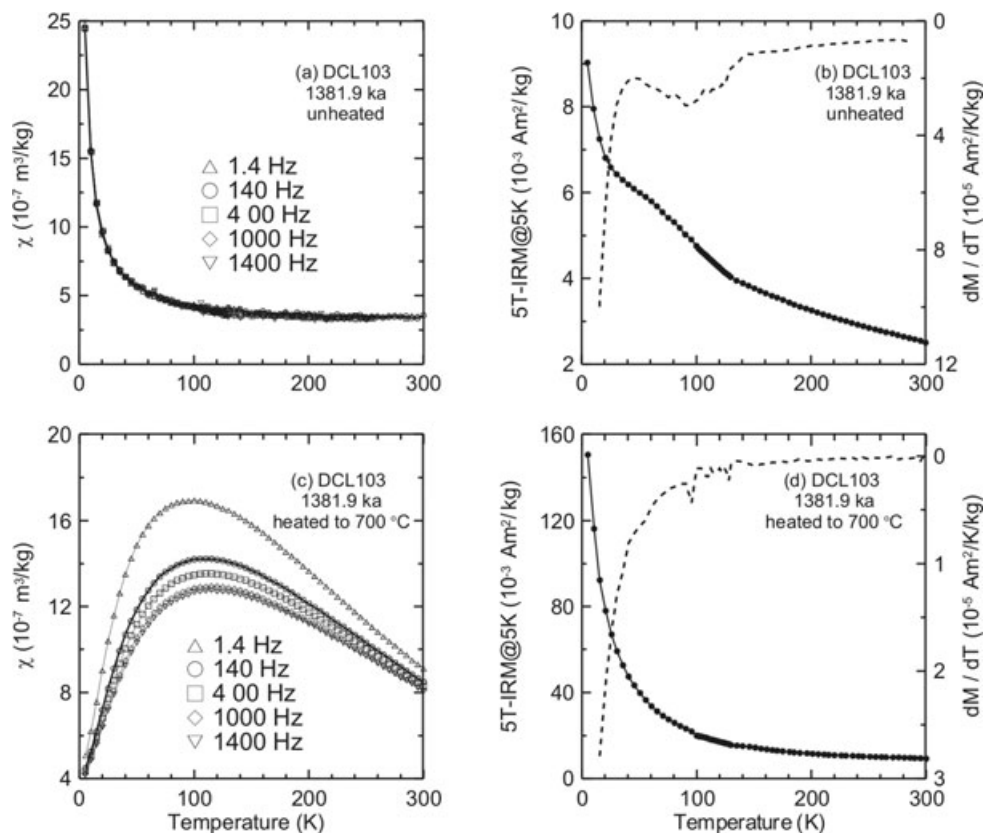 25
20
15
10
5
0
χ (10⁻⁷ m³/kg)
(a) DCL103
1381.9 ka
unheated
1.4 Hz
140 Hz
4 00 Hz
1000 Hz
1400 Hz
0 100 200 300
10
8
6
4
2
5T-IRM@5K (10⁻³ Am²/kg)
(b) DCL103
1381.9 ka
unheated
0
4
8
12
dM / dT (10⁻⁵ Am²/K/kg)
0 100 200 300
20
16
12
8
4
χ (10⁻⁷ m³/kg)
(c) DCL103
1381.9 ka
heated to 700 °C
1.4 Hz
140 Hz
4 00 Hz
1000 Hz
1400 Hz
0 100 200 300
Temperature (K)
160
120
80
40
0
5T-IRM@5K (10⁻³ Am²/kg)
(d) DCL103
1381.9 ka
heated to 700 °C
0
1
2
3
dM / dT (10⁻⁵ Am²/K/kg)
0 100 200 300
Temperature (K)